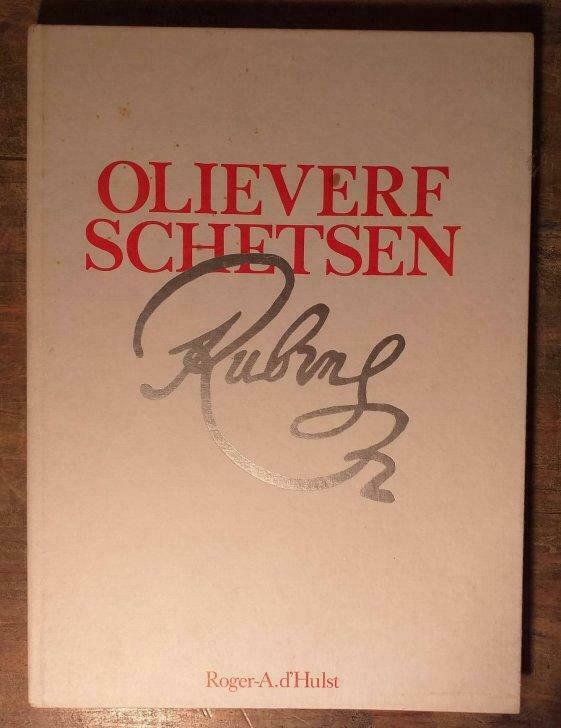 OLIEVERF
SCHETSEN
Rubens
Roger-A.d'Hulst